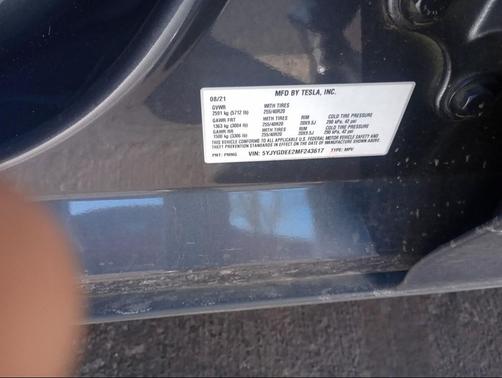 MFD BY TESLA, INC.
08/21
GVWR WITH TIRES
2591 kg (5712 lb) 255/40R20
GAWR FRT WITH TIRES RIM COLD TIRE PRESSURE
1363 kg (3004 lb) 255/40R20 20X9.5J 290 kPa, 42 psi
GAWR RR WITH TIRES RIM COLD TIRE PRESSURE
1500 kg (3306 lb) 255/40R20 20X9.5J 290 kPa, 42 psi
THIS VEHICLE CONFORMS TO ALL APPLICABLE FEDERAL MOTOR VEHICLE SAFETY AND
THEFT PREVENTION STANDARDS IN EFFECT ON THE DATE OF MANUFACTURE SHOWN ABOVE.
PNT: PMNG VIN: 5YJYGDEE2MF243617 TYPE: MPV